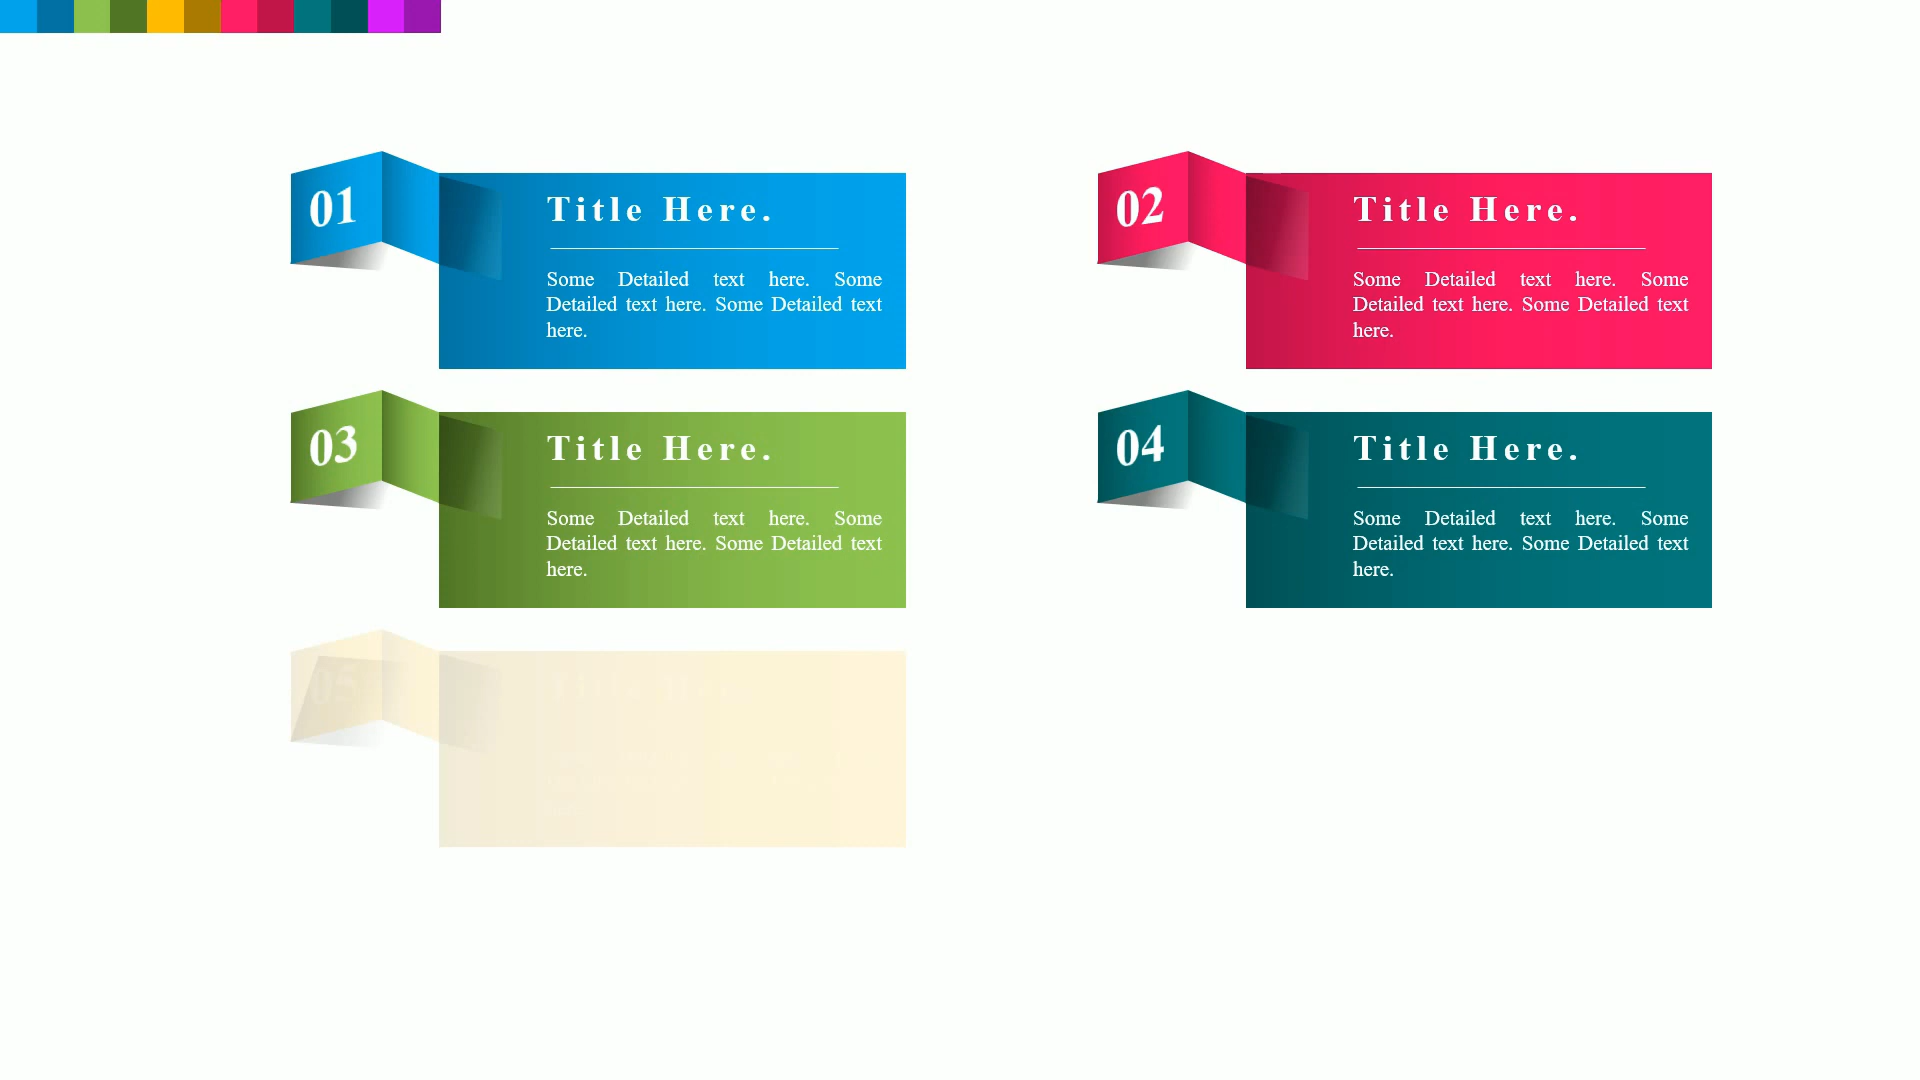 01
Title Here.
Some Detailed text here. Some
Detailed text here. Some Detailed text
here.
02
Title Here.
Some Detailed text here. Some
Detailed text here. Some Detailed text
here.
03
Title Here.
Some Detailed text here. Some
Detailed text here. Some Detailed text
here.
04
Title Here.
Some Detailed text here. Some
Detailed text here. Some Detailed text
here.
05
Title